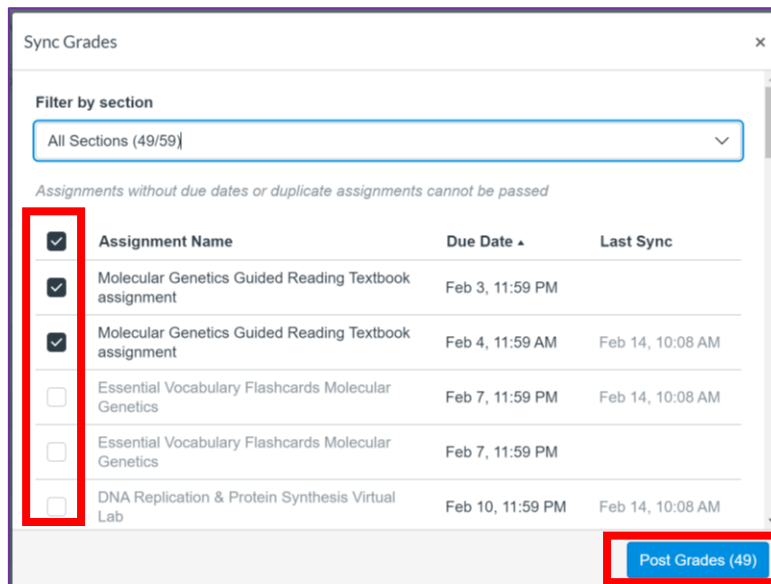 Sync Grades ×
Filter by section
All Sections (49/59)
Assignments without due dates or duplicate assignments cannot be passed
Assignment Name Due Date Last Sync
Molecular Genetics Guided Reading Textbook
assignment
Feb 3, 11:59 PM
Molecular Genetics Guided Reading Textbook
assignment
Feb 4, 11:59 AM Feb 14, 10:08 AM
Essential Vocabulary Flashcards Molecular
Genetics
Feb 7, 11:59 PM Feb 14, 10:08 AM
Essential Vocabulary Flashcards Molecular
Genetics
Feb 7, 11:59 PM
DNA Replication & Protein Synthesis Virtual
Lab
Feb 10, 11:59 PM Feb 14, 10:08 AM
Post Grades (49)